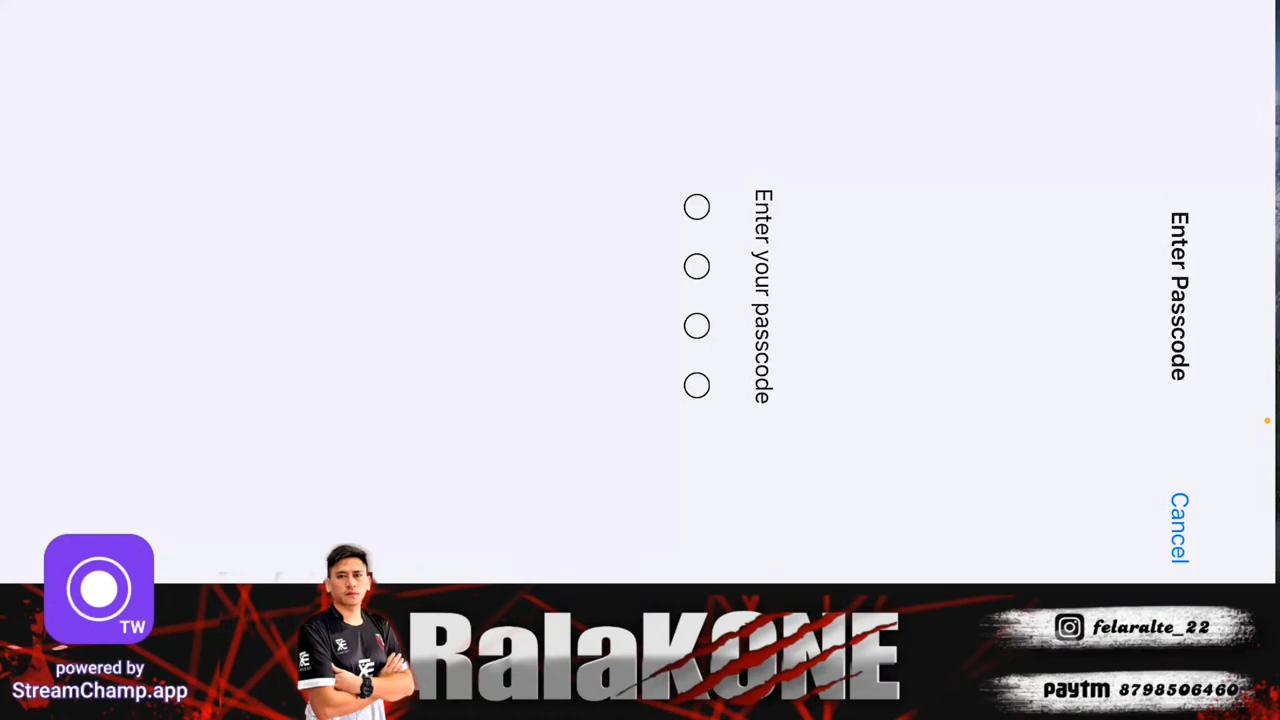 Enter Passcode
Cancel
Enter your passcode
TW
powered by
StreamChamp.app
RalaKONE
felaralte_22
paytm 8798506460